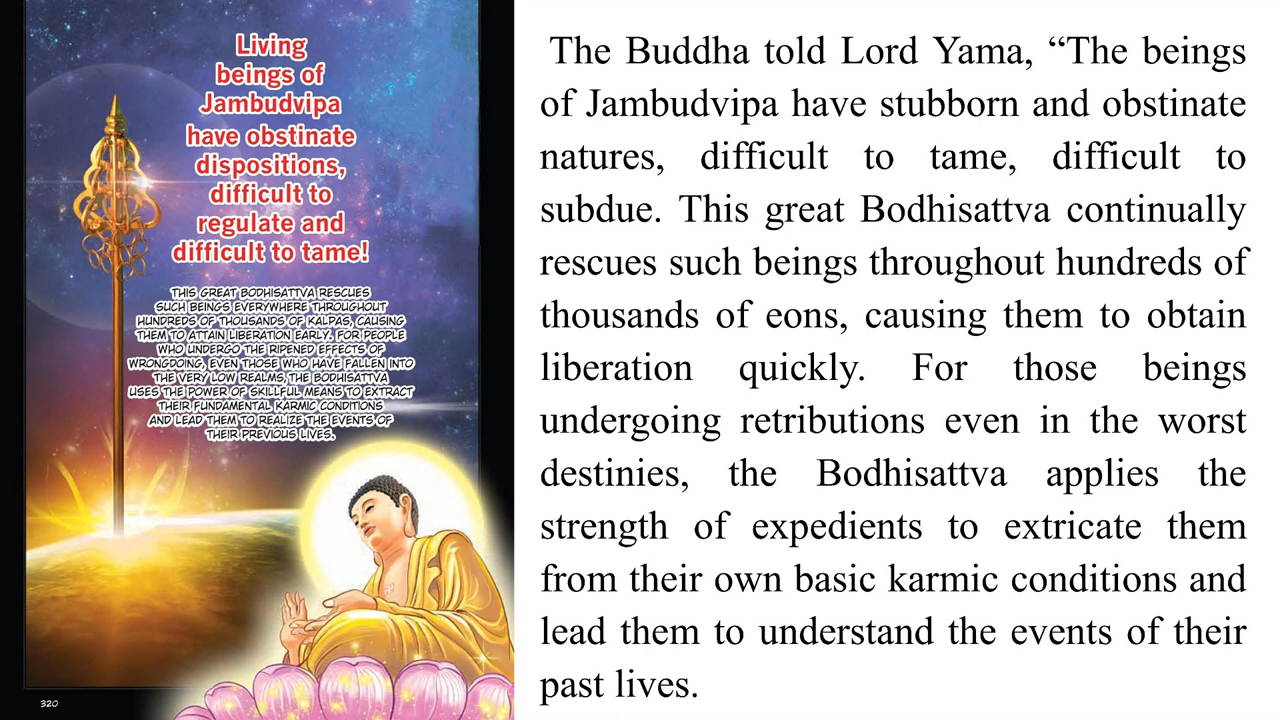 Living
beings of
Jambudvipa
have obstinate
dispositions,
difficult to
regulate and
difficult to tame!
THIS GREAT BODHISATTVA RESCUES
SUCH BEINGS EVERYWHERE THROUGHOUT
HUNDREDS OF THOUSANDS OF KALPAS, CAUSING
THEM TO ATTAIN LIBERATION EARLY. FOR PEOPLE
WHO UNDERGO THE RIPENED EFFECTS OF
WRONGDOING, EVEN THOSE WHO HAVE FALLEN INTO
THE VERY LOW REALMS, THE BODHISATTVA
USES THE POWER OF SKILLFUL MEANS TO EXTRACT
THEIR FUNDAMENTAL KARMIC CONDITIONS
AND LEAD THEM TO REALIZE THE EVENTS OF
THEIR PREVIOUS LIVES.
320
The Buddha told Lord Yama, “The beings
of Jambudvipa have stubborn and obstinate
natures, difficult to tame, difficult to
subdue. This great Bodhisattva continually
rescues such beings throughout hundreds of
thousands of eons, causing them to obtain
liberation quickly. For those beings
undergoing retributions even in the worst
destinies, the Bodhisattva applies the
strength of expedients to extricate them
from their own basic karmic conditions and
lead them to understand the events of their
past lives.